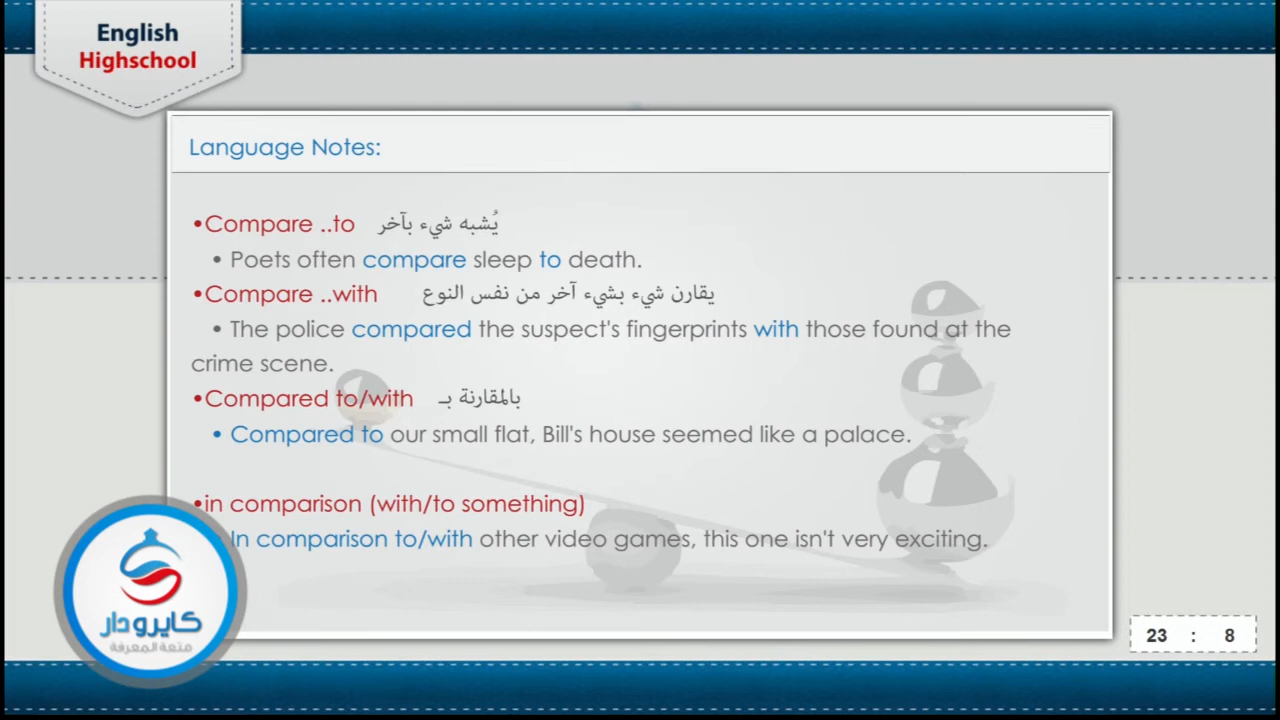 English
Highschool
Language Notes:
•Compare ..to يُشبه شيء بآخر
• Poets often compare sleep to death.
•Compare ..with يقارن شيء بشيء آخر من نفس النوع
• The police compared the suspect's fingerprints with those found at the
crime scene.
•Compared to/with بالمقارنة بـ
• Compared to our small flat, Bill's house seemed like a palace.
•in comparison (with/to something)
• In comparison to/with other video games, this one isn't very exciting.
كايرودار
متعة المعرفة
23 : 8